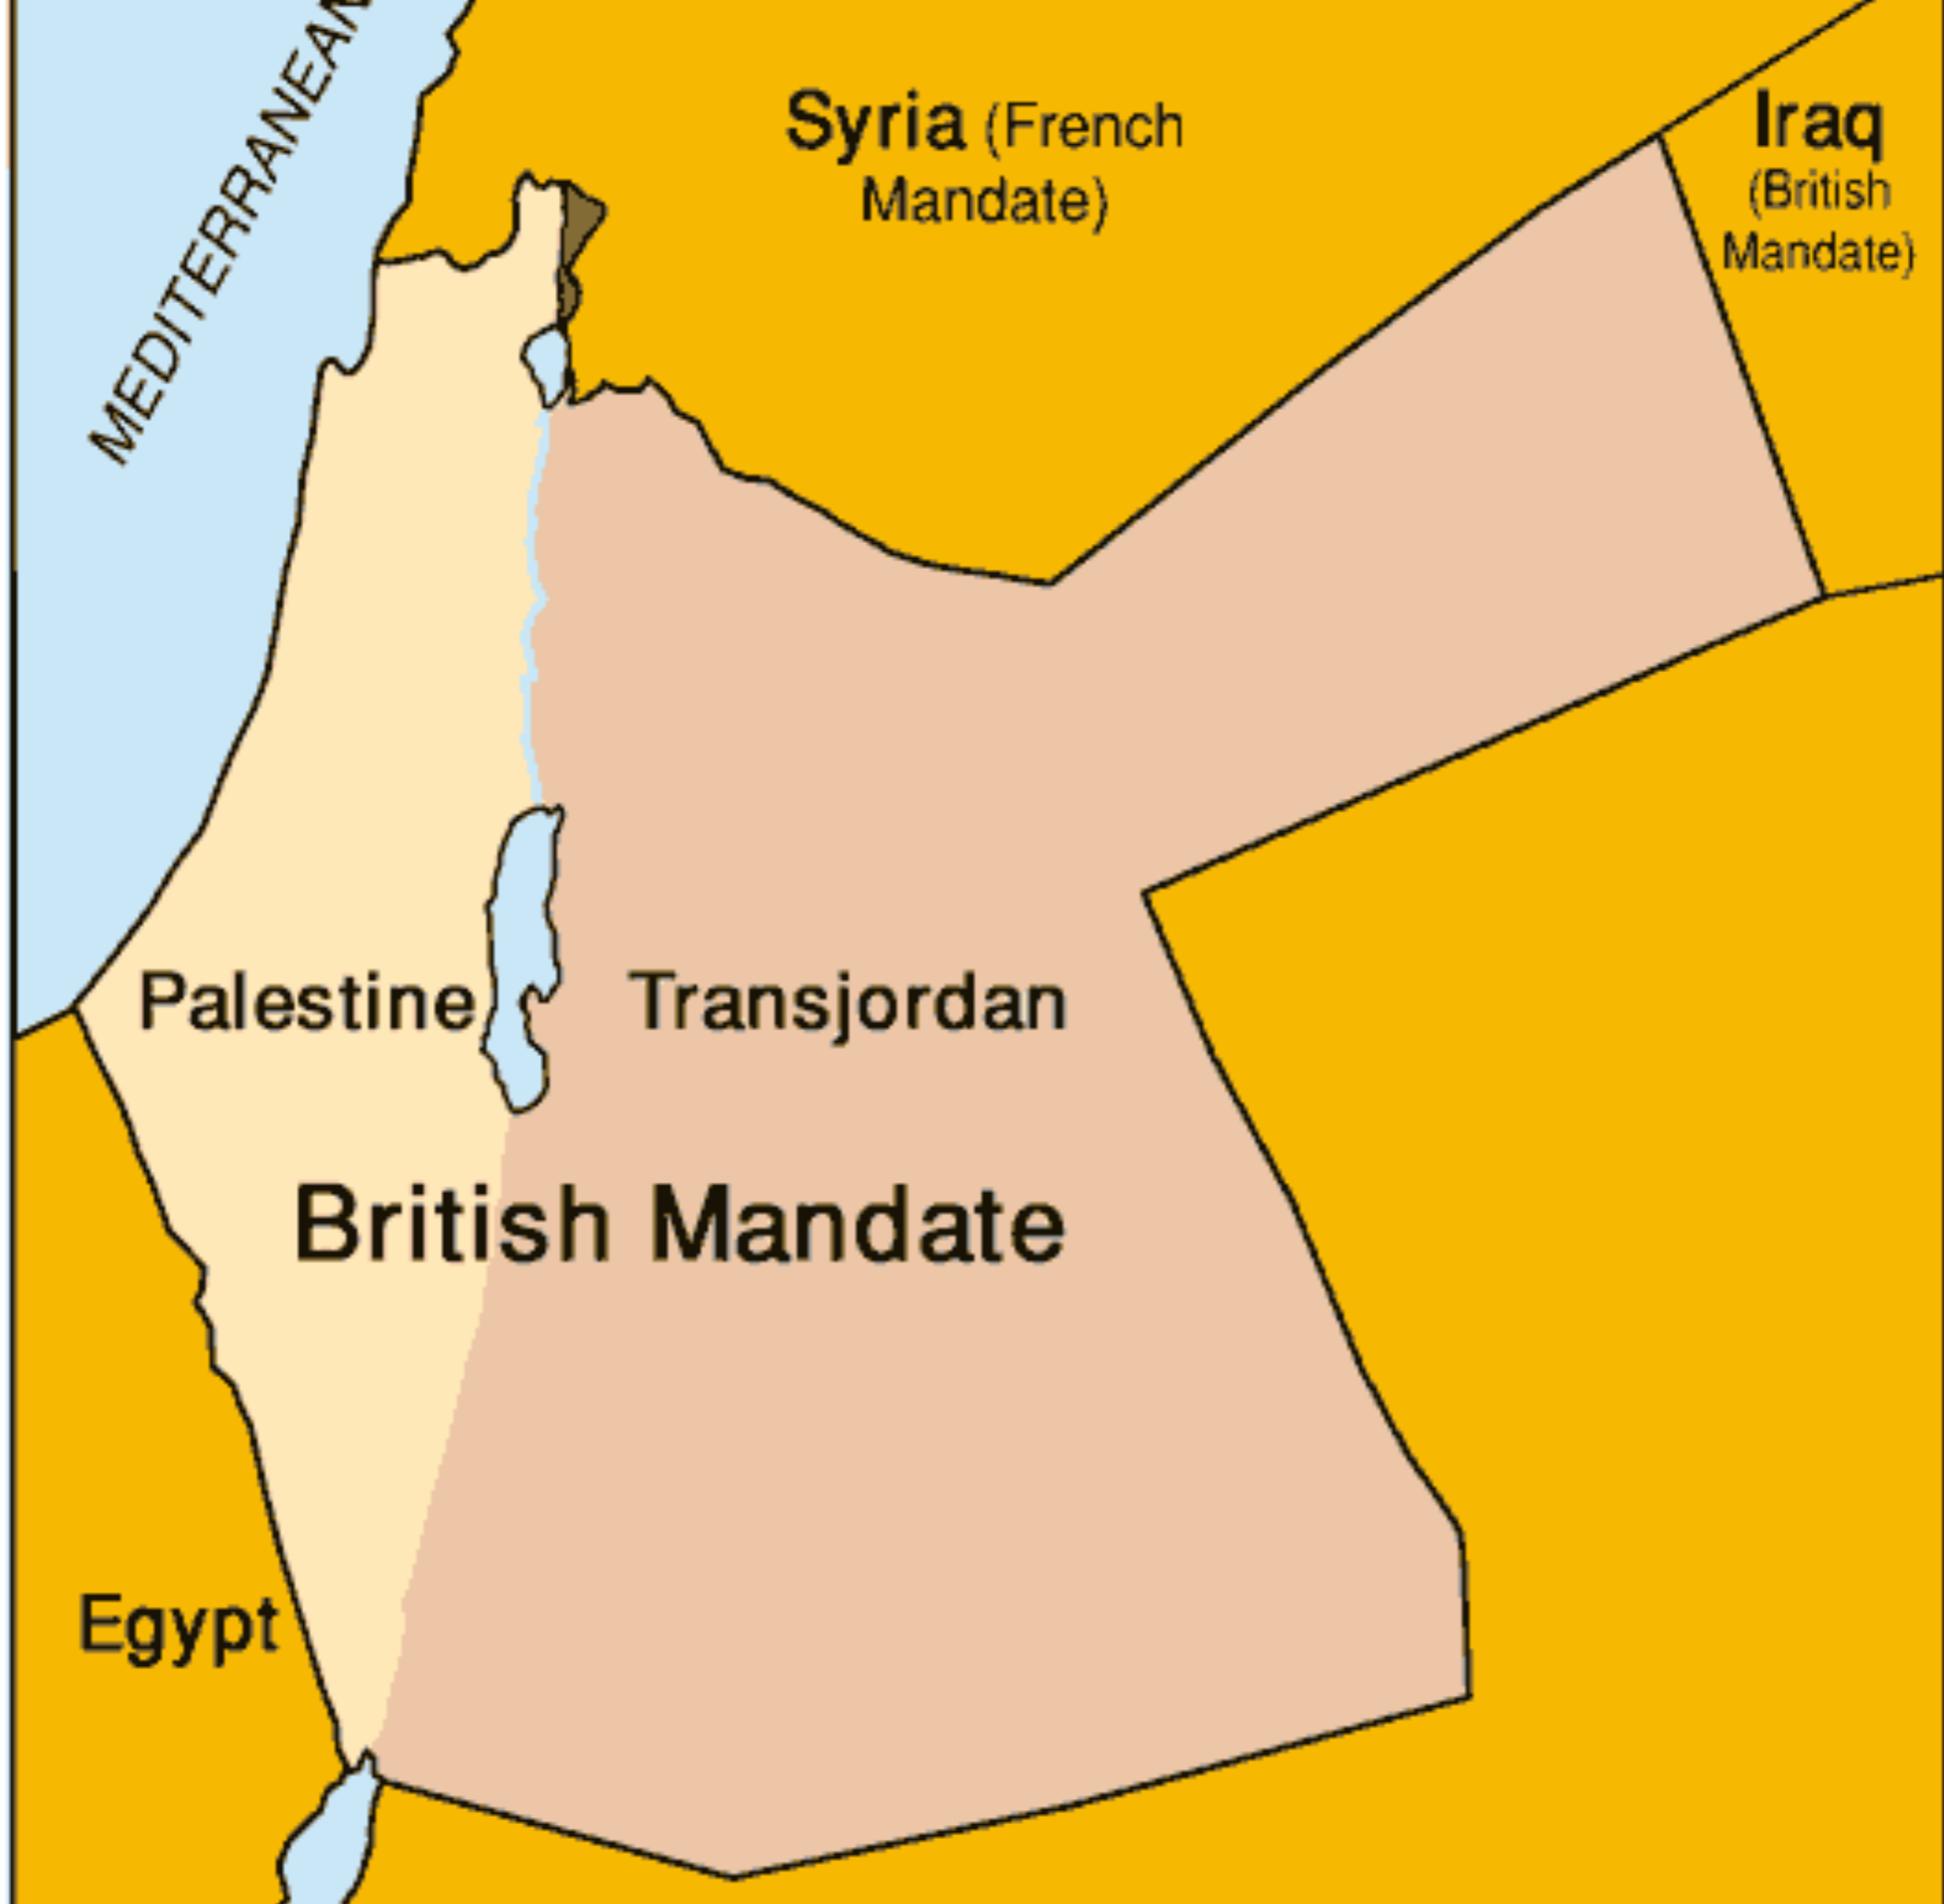 MEDITERRANEAN
Syria (French
Mandate)
Iraq
(British
Mandate)
Palestine
Transjordan
British Mandate
Egypt